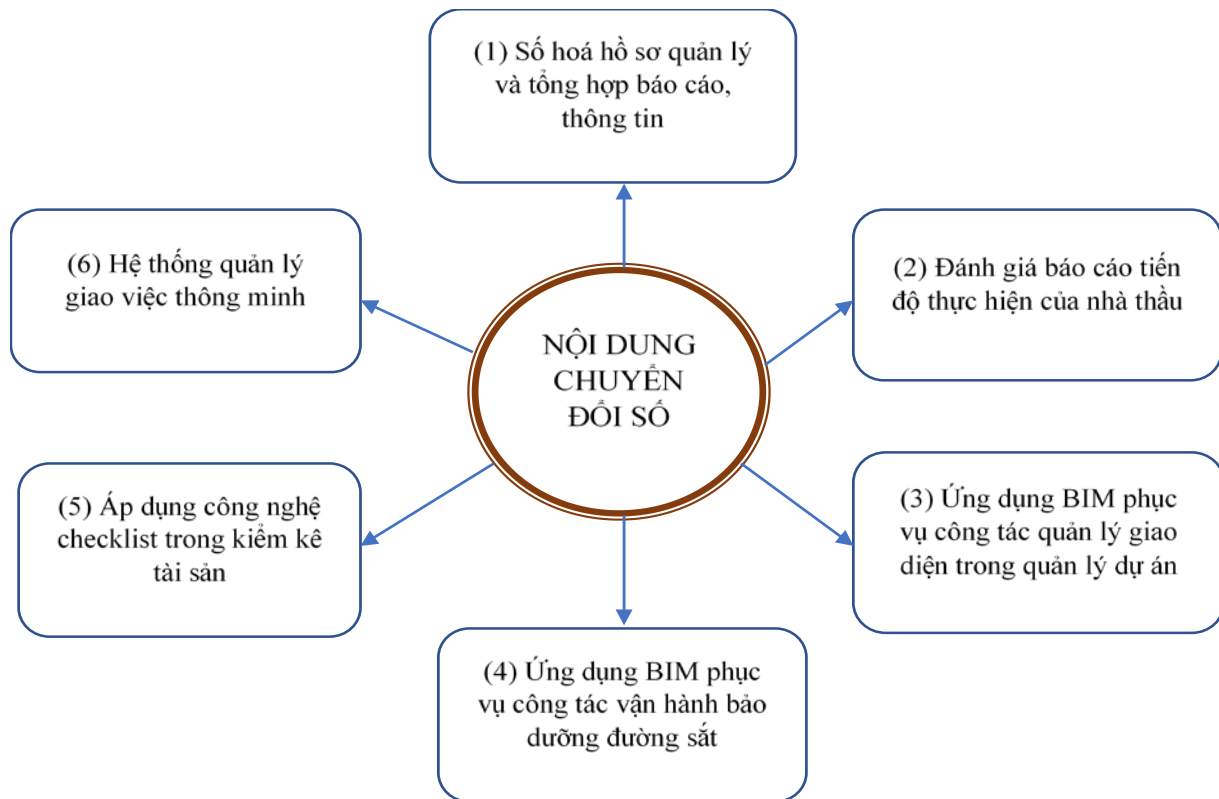 (1) Số hoá hồ sơ quản lý
và tổng hợp báo cáo,
thông tin
(6) Hệ thống quản lý
giao việc thông minh
(2) Đánh giá báo cáo tiến
độ thực hiện của nhà thầu
NỘI DUNG
CHUYỂN
ĐỔI SỐ
(5) Áp dụng công nghệ
checklist trong kiểm kê
tài sản
(3) Ứng dụng BIM phục
vụ công tác quản lý giao
diện trong quản lý dự án
(4) Ứng dụng BIM phục
vụ công tác vận hành bảo
dưỡng đường sắt